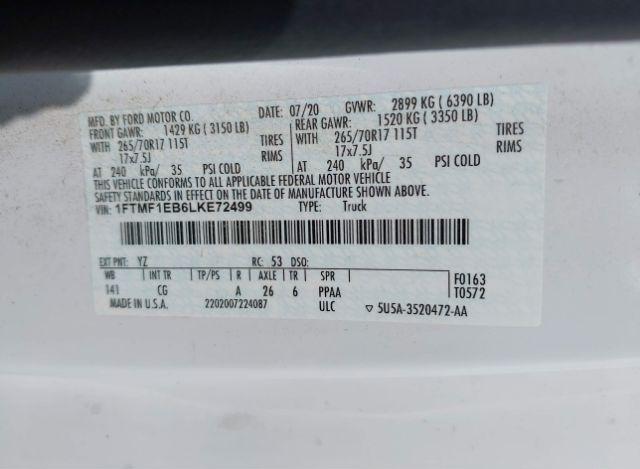 MFD. BY FORD MOTOR CO. DATE: 07/20 GVWR: 2899 KG ( 6390 LB)
FRONT GAWR: 1429 KG ( 3150 LB) REAR GAWR: 1520 KG ( 3350 LB)
WITH 265/70R17 115T TIRES WITH 265/70R17 115T TIRES
17x7.5J RIMS 17x7.5J RIMS
AT 240 kPa/ 35 PSI COLD AT 240 kPa/ 35 PSI COLD
THIS VEHICLE CONFORMS TO ALL APPLICABLE FEDERAL MOTOR VEHICLE
SAFETY STANDARDS IN EFFECT ON THE DATE OF MANUFACTURE SHOWN ABOVE.
VIN: 1FTMF1EB6LKE72499 TYPE: Truck
EXT PNT: YZ RC: 53 DSO:
WB INT TR TP/PS R AXLE TR SPR F0163
141 CG A 26 6 PPAA T0572
MADE IN U.S.A. 2202007224087 ULC ▽ 5U5A-3520472-AA